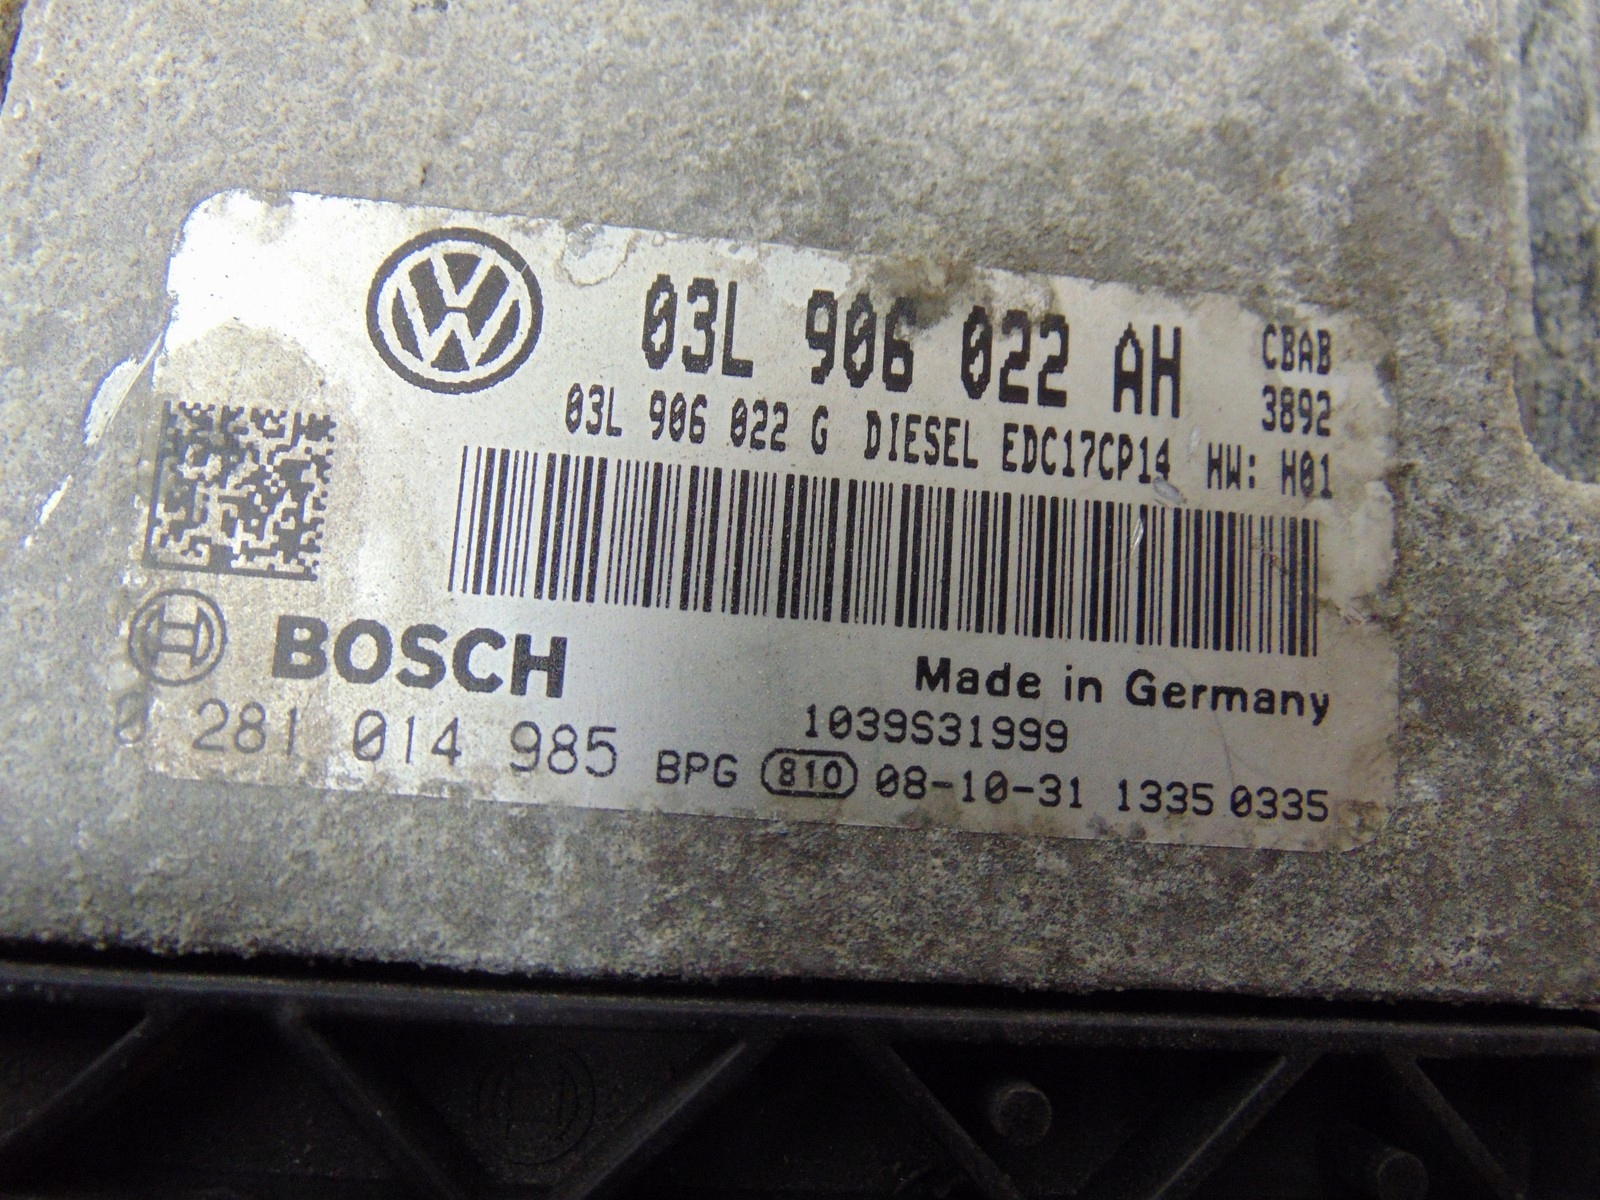 03L 906 022 AH CBAB
3892
03L 906 022 G DIESEL EDC17CP14 HW: H01
BOSCH
Made in Germany
1039S31999
0 281 014 985 BPG 810 08-10-31 1335 0335